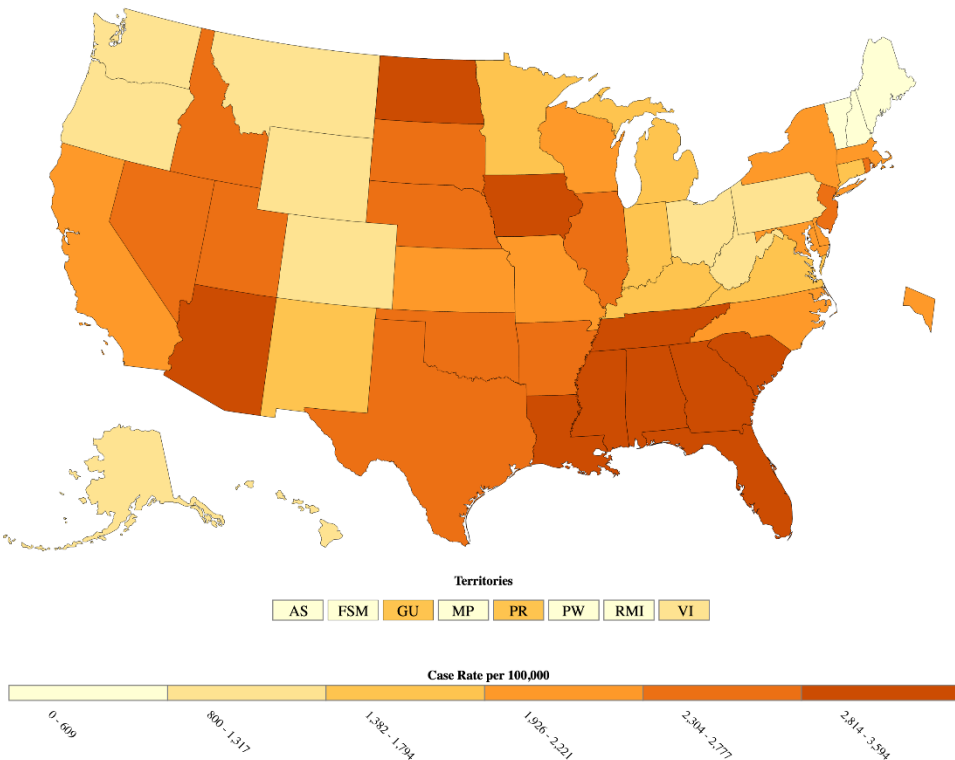 Territories
AS FSM GU MP PR PW RMI VI
Case Rate per 100,000
0 - 609
800 - 1,317
1,382 - 1,794
1,926 - 2,221
2,304 - 2,777
2,814 - 3,594